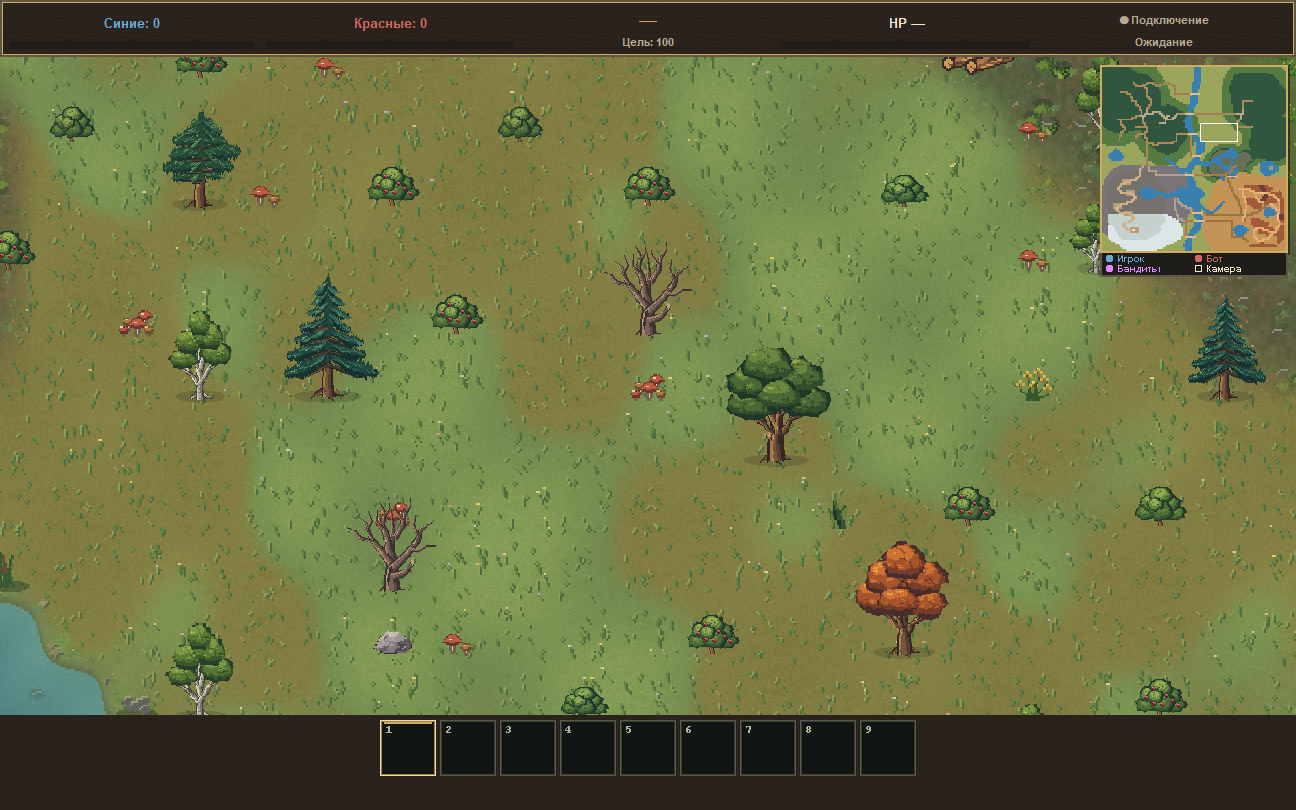 Синие: 0
Красные: 0
—
HP —
Подключение
Цель: 100
Ожидание
Игрок
Бот
Бандиты
Камера
1 2 3 4 5 6 7 8 9